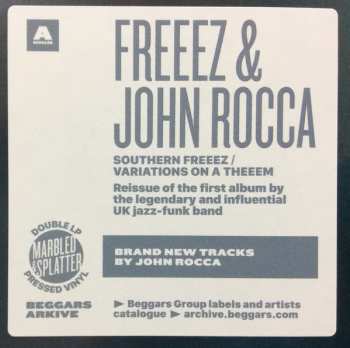 A
BEGGARS
FREEEZ &
JOHN ROCCA
SOUTHERN FREEEZ /
VARIATIONS ON A THEEEM
Reissue of the first album by
the legendary and influential
UK jazz-funk band
DOUBLE LP
MARBLED
& SPLATTER
PRESSED VINYL
BRAND NEW TRACKS
BY JOHN ROCCA
BEGGARS
ARKIVE
► Beggars Group labels and artists
catalogue ► archive.beggars.com